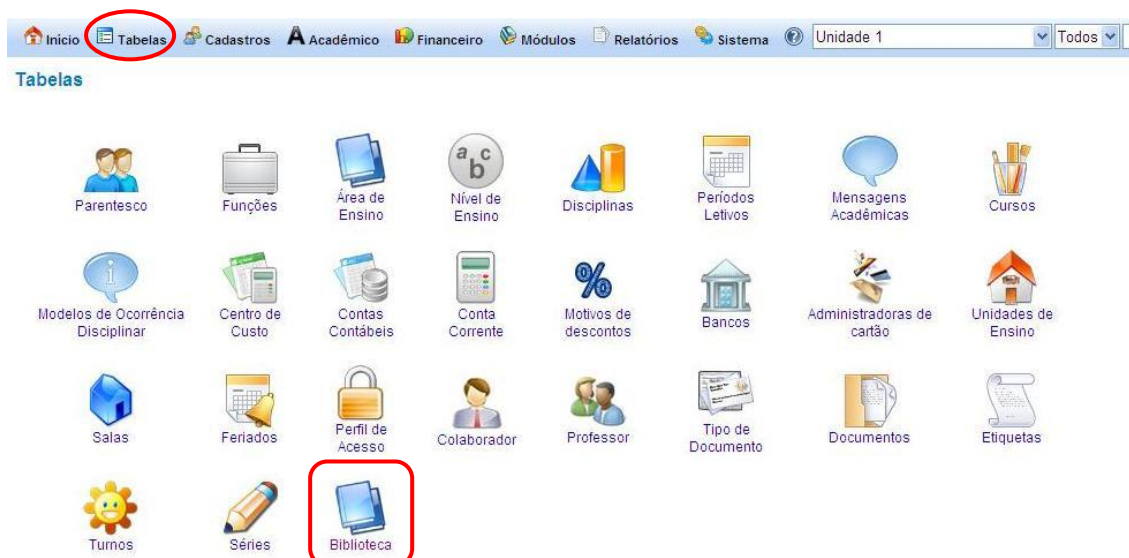 Início Tabelas Cadastros Acadêmico Financeiro Módulos Relatórios Sistema Unidade 1 Todos
Tabelas
a b c
Parentesco Funções Área de Ensino Nível de Ensino Disciplinas Períodos Letivos Mensagens Acadêmicas Cursos
Modelos de Ocorrência Disciplinar Centro de Custo Contas Contábeis Conta Corrente Motivos de descontos Bancos Administradoras de cartão Unidades de Ensino
Salas Feriados Perfil de Acesso Colaborador Professor Tipo de Documento Documentos Etiquetas
Turnos Séries Biblioteca